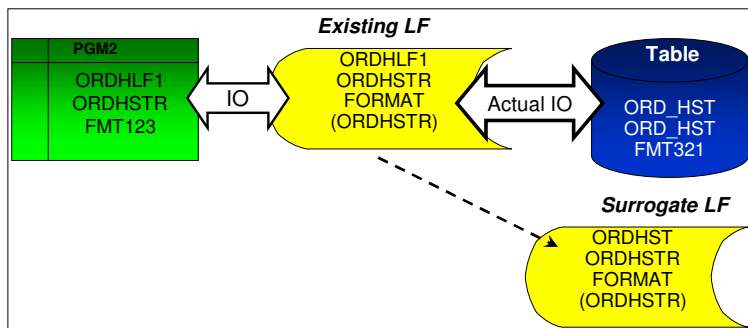 Existing LF
PGM2
ORDHLF1
ORDHSTR
FMT123
IO
ORDHLF1
ORDHSTR
FORMAT
(ORDHSTR)
Actual IO
Table
ORD_HST
ORD_HST
FMT321
Surrogate LF
ORDHST
ORDHSTR
FORMAT
(ORDHSTR)